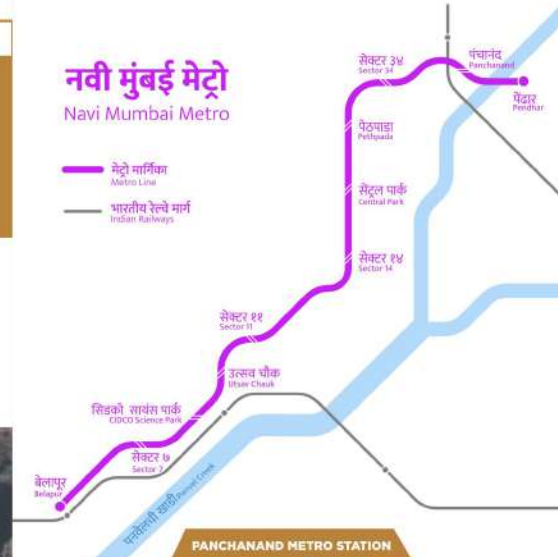 नवी मुंबई मेट्रो
Navi Mumbai Metro
मेट्रो मार्गिका
Metro Line
भारतीय रेल्वे मार्ग
Indian Railways
सेक्टर ३४
Sector 34
पंचानंद
Panchanand
पेंढार
Pendhar
पेठपाडा
Pethpada
सेंट्रल पार्क
Central Park
सेक्टर १४
Sector 14
सेक्टर ११
Sector 11
उत्सव चौक
Utsav Chauk
सिडको सायंस पार्क
CIDCO Science Park
सेक्टर ७
Sector 7
बेलापूर
Belapur
पनवेलची खाडी Panvel Creek
PANCHANAND METRO STATION